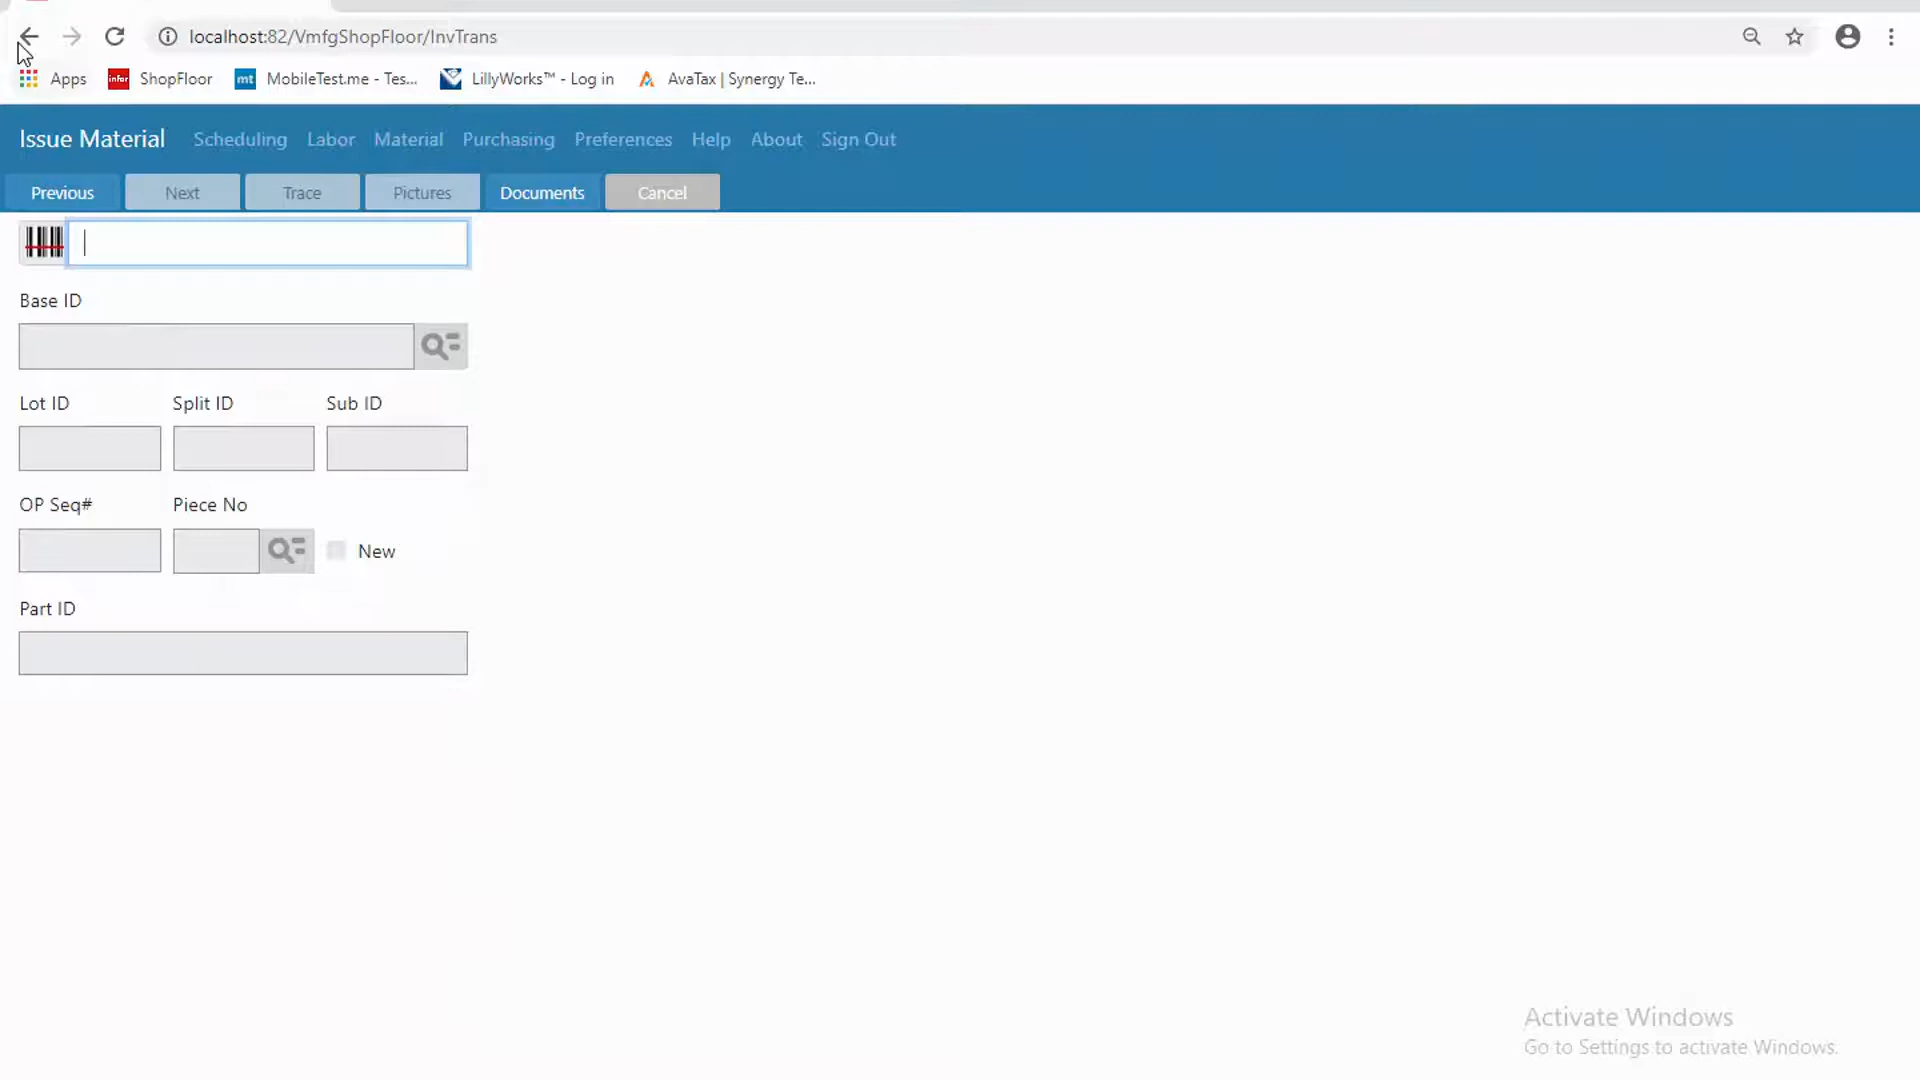 localhost:82/VmfgShopFloor/InvTrans
Apps infor ShopFloor mt MobileTest.me - Tes... LillyWorks™ - Log in AvaTax | Synergy Te...
Issue Material Scheduling Labor Material Purchasing Preferences Help About Sign Out
Previous Next Trace Pictures Documents Cancel
Base ID
Lot ID Split ID Sub ID
OP Seq# Piece No
New
Part ID
Activate Windows
Go to Settings to activate Windows.